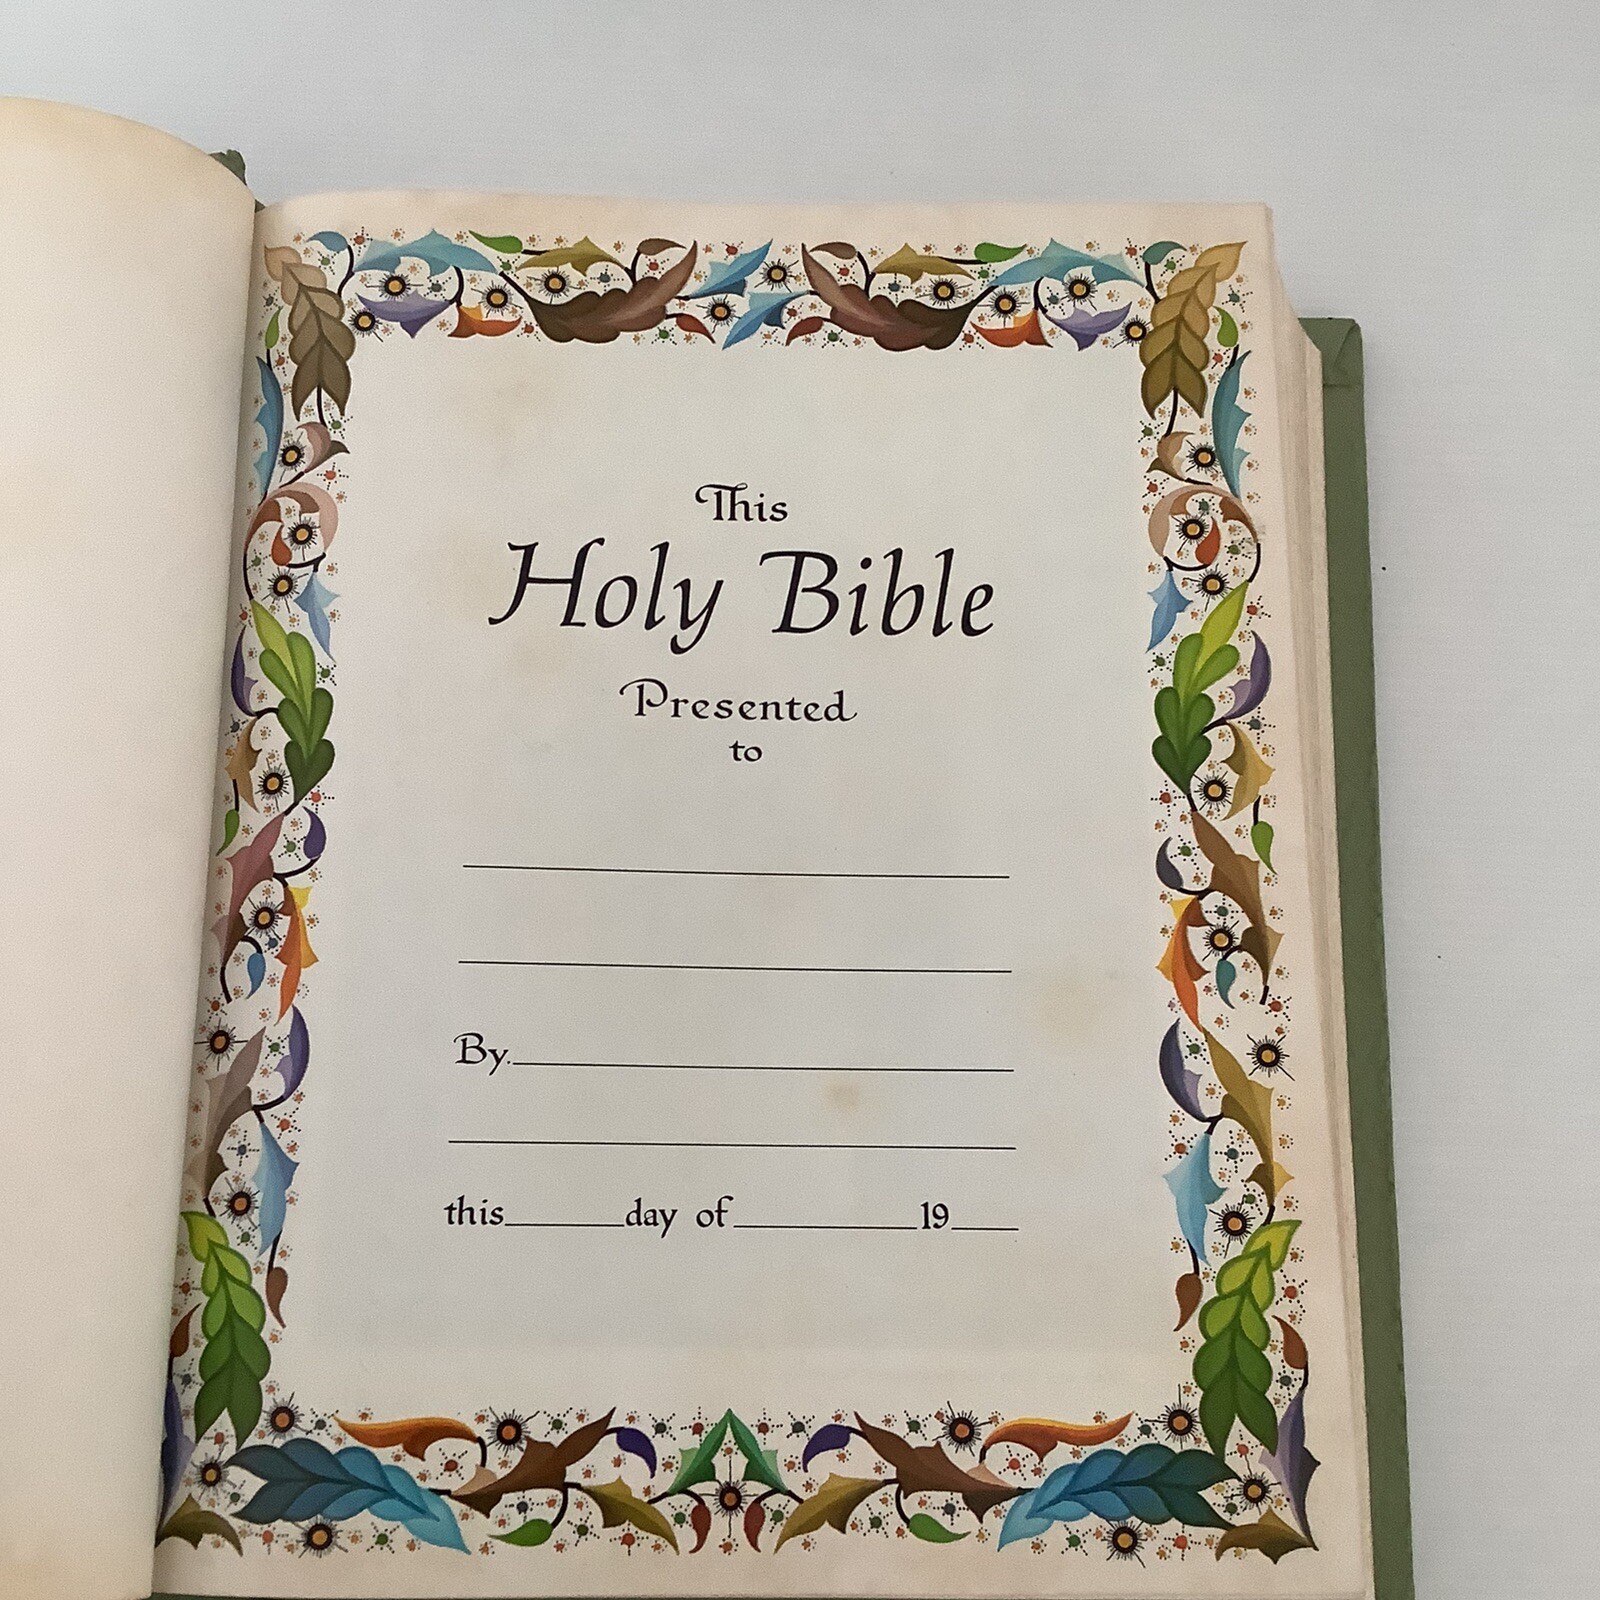 This
Holy Bible
Presented
to
By.
this day of 19